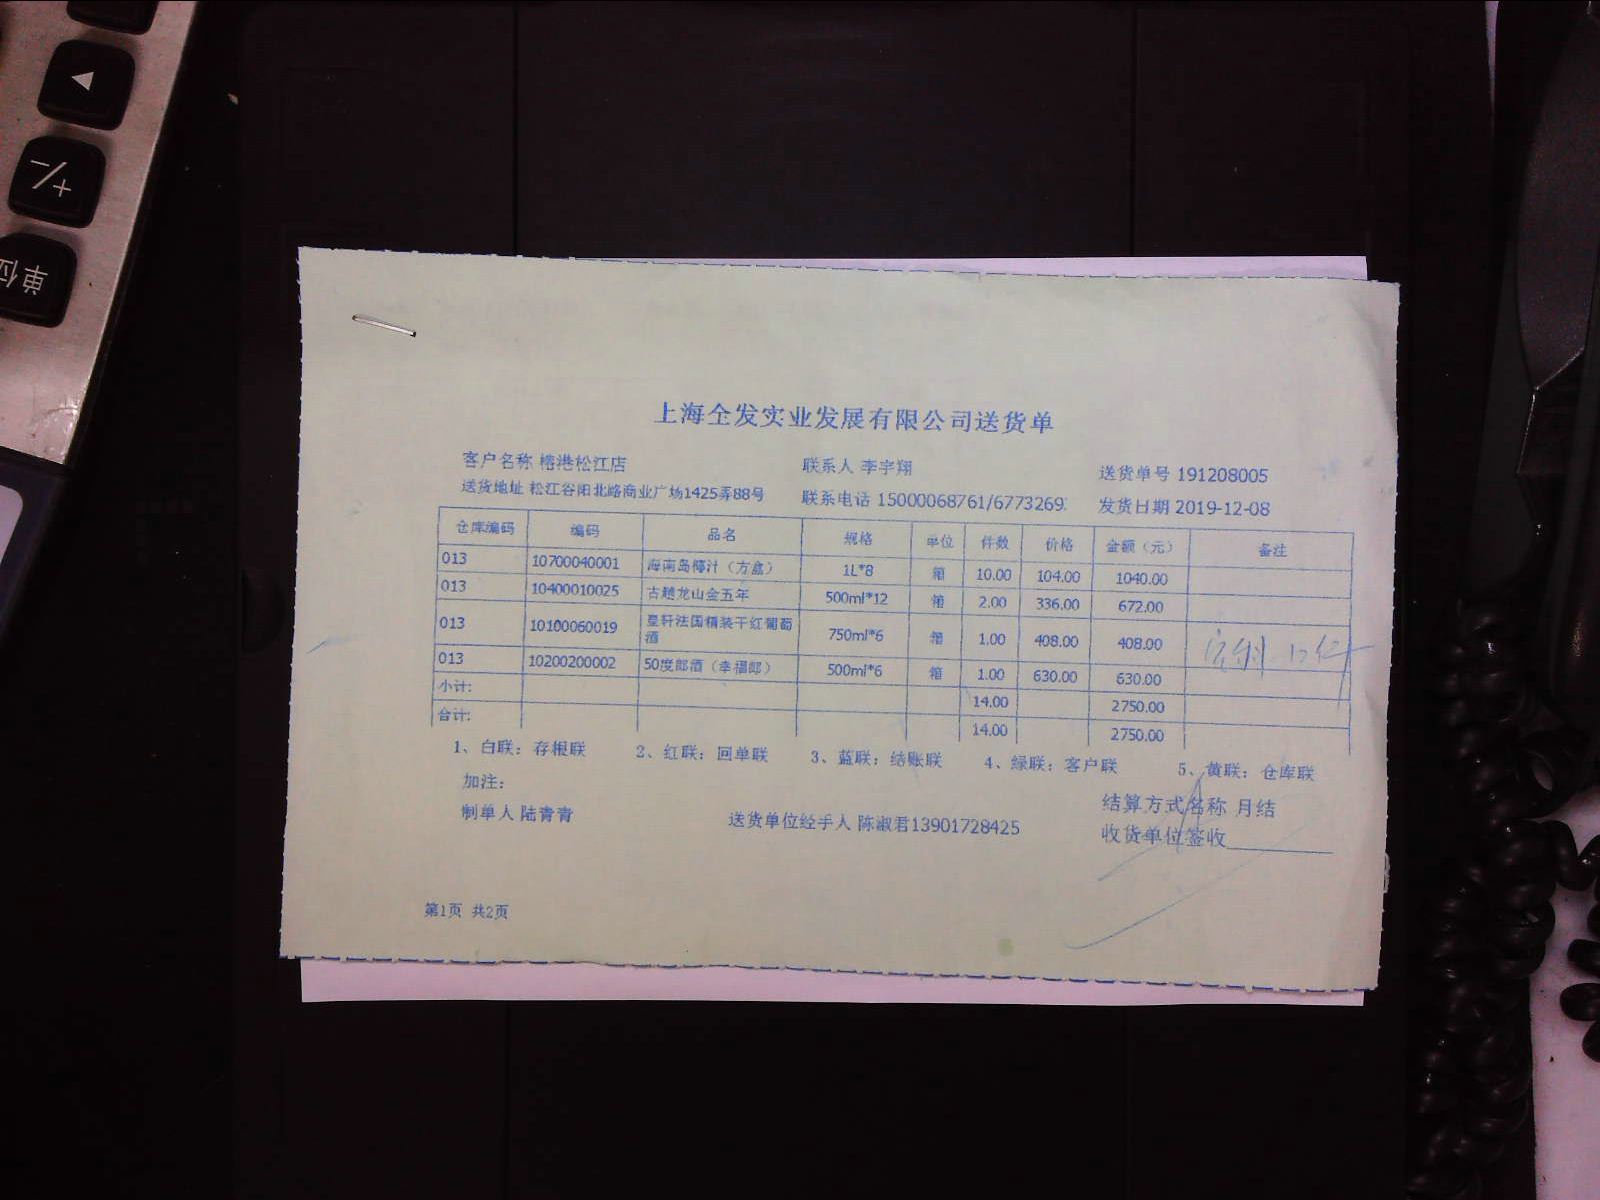 上海仝发实业发展有限公司送货单
客户名称 榕港松江店 联系人 李宇翔 送货单号 191208005
送货地址 松江谷阳北路商业广场1425弄88号 联系电话 15000068761/6773269 发货日期 2019-12-08
仓库编码 编码 品名 规格 单位 件数 价格 金额（元） 备注
013 10700040001 海南岛椰汁（方盒） 1L*8 箱 10.00 104.00 1040.00
013 10400010025 古越龙山金五年 500ml*12 箱 2.00 336.00 672.00
013 10100060019 皇轩法国精装干红葡萄酒 750ml*6 箱 1.00 408.00 408.00
013 10200200002 50度郎酒（幸福郎） 500ml*6 箱 1.00 630.00 630.00
小计: 14.00 2750.00
合计: 14.00 2750.00
1、白联：存根联 2、红联：回单联 3、蓝联：结账联 4、绿联：客户联 5、黄联：仓库联
加注:
结算方式名称 月结
制单人 陆青青 送货单位经手人 陈淑君13901728425 收货单位签收
第1页 共2页
+/-
单位